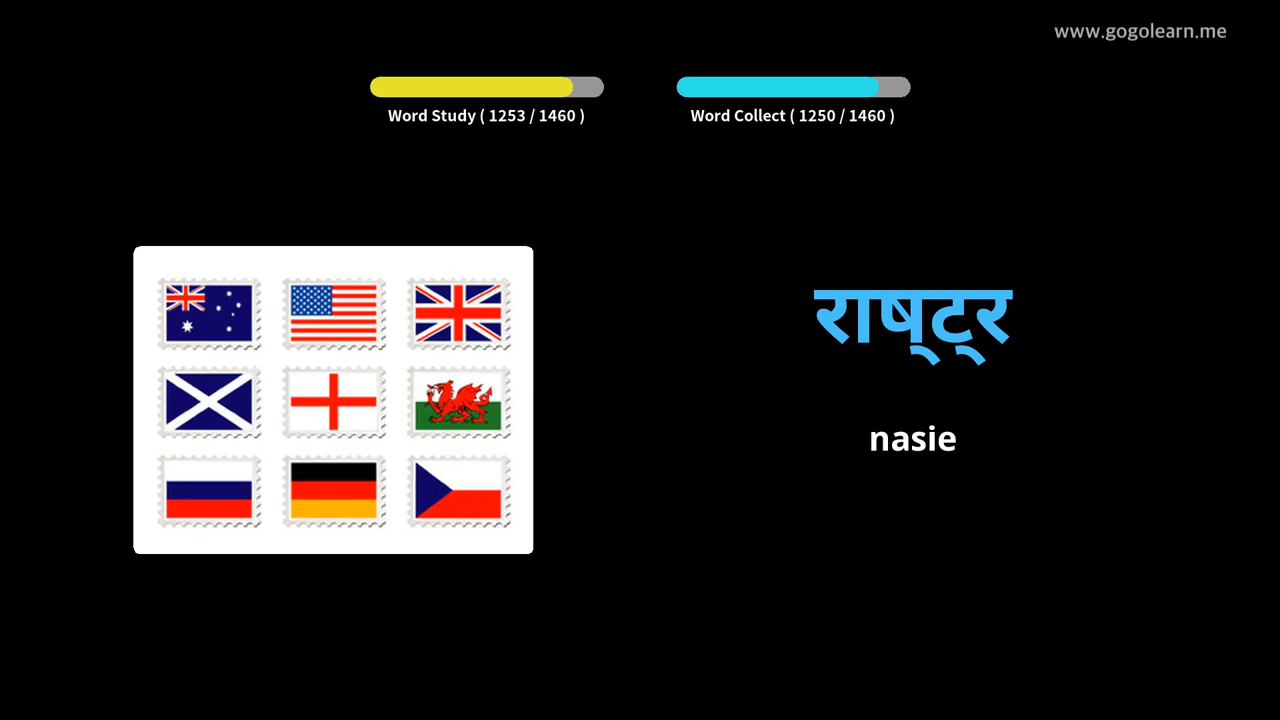 www.gogolearn.me
Word Study ( 1253 / 1460 )
Word Collect ( 1250 / 1460 )
राष्‌ट्‌र
nasie